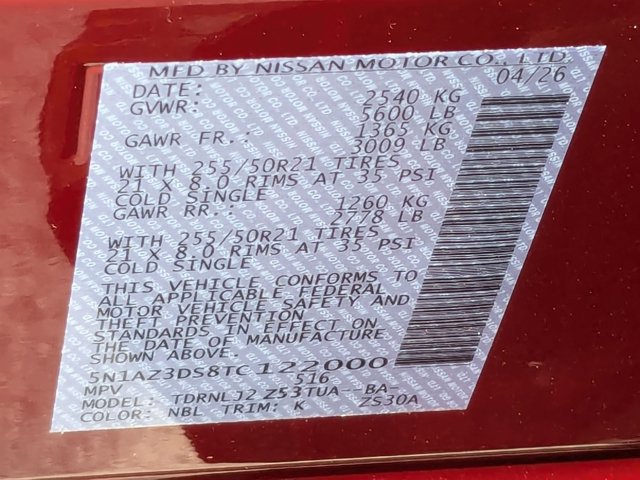 MFD BY NISSAN MOTOR CO., LTD.
DATE: 04/26
GVWR: 2540 KG
5600 LB
GAWR FR.: 1365 KG
3009 LB
WITH 255/50R21 TIRES
21 X 8.0 RIMS AT 35 PSI
COLD SINGLE
GAWR RR.: 1260 KG
2778 LB
WITH 255/50R21 TIRES
21 X 8.0 RIMS AT 35 PSI
COLD SINGLE
THIS VEHICLE CONFORMS TO
ALL APPLICABLE FEDERAL
MOTOR VEHICLE SAFETY AND
THEFT PREVENTION
STANDARDS IN EFFECT ON
THE DATE OF MANUFACTURE
SHOWN ABOVE.
5N1AZ3DS8TC122000
MPV 516
MODEL: TDRNLJ2 Z53TUA-BA-
COLOR: NBL TRIM: K ZS30A